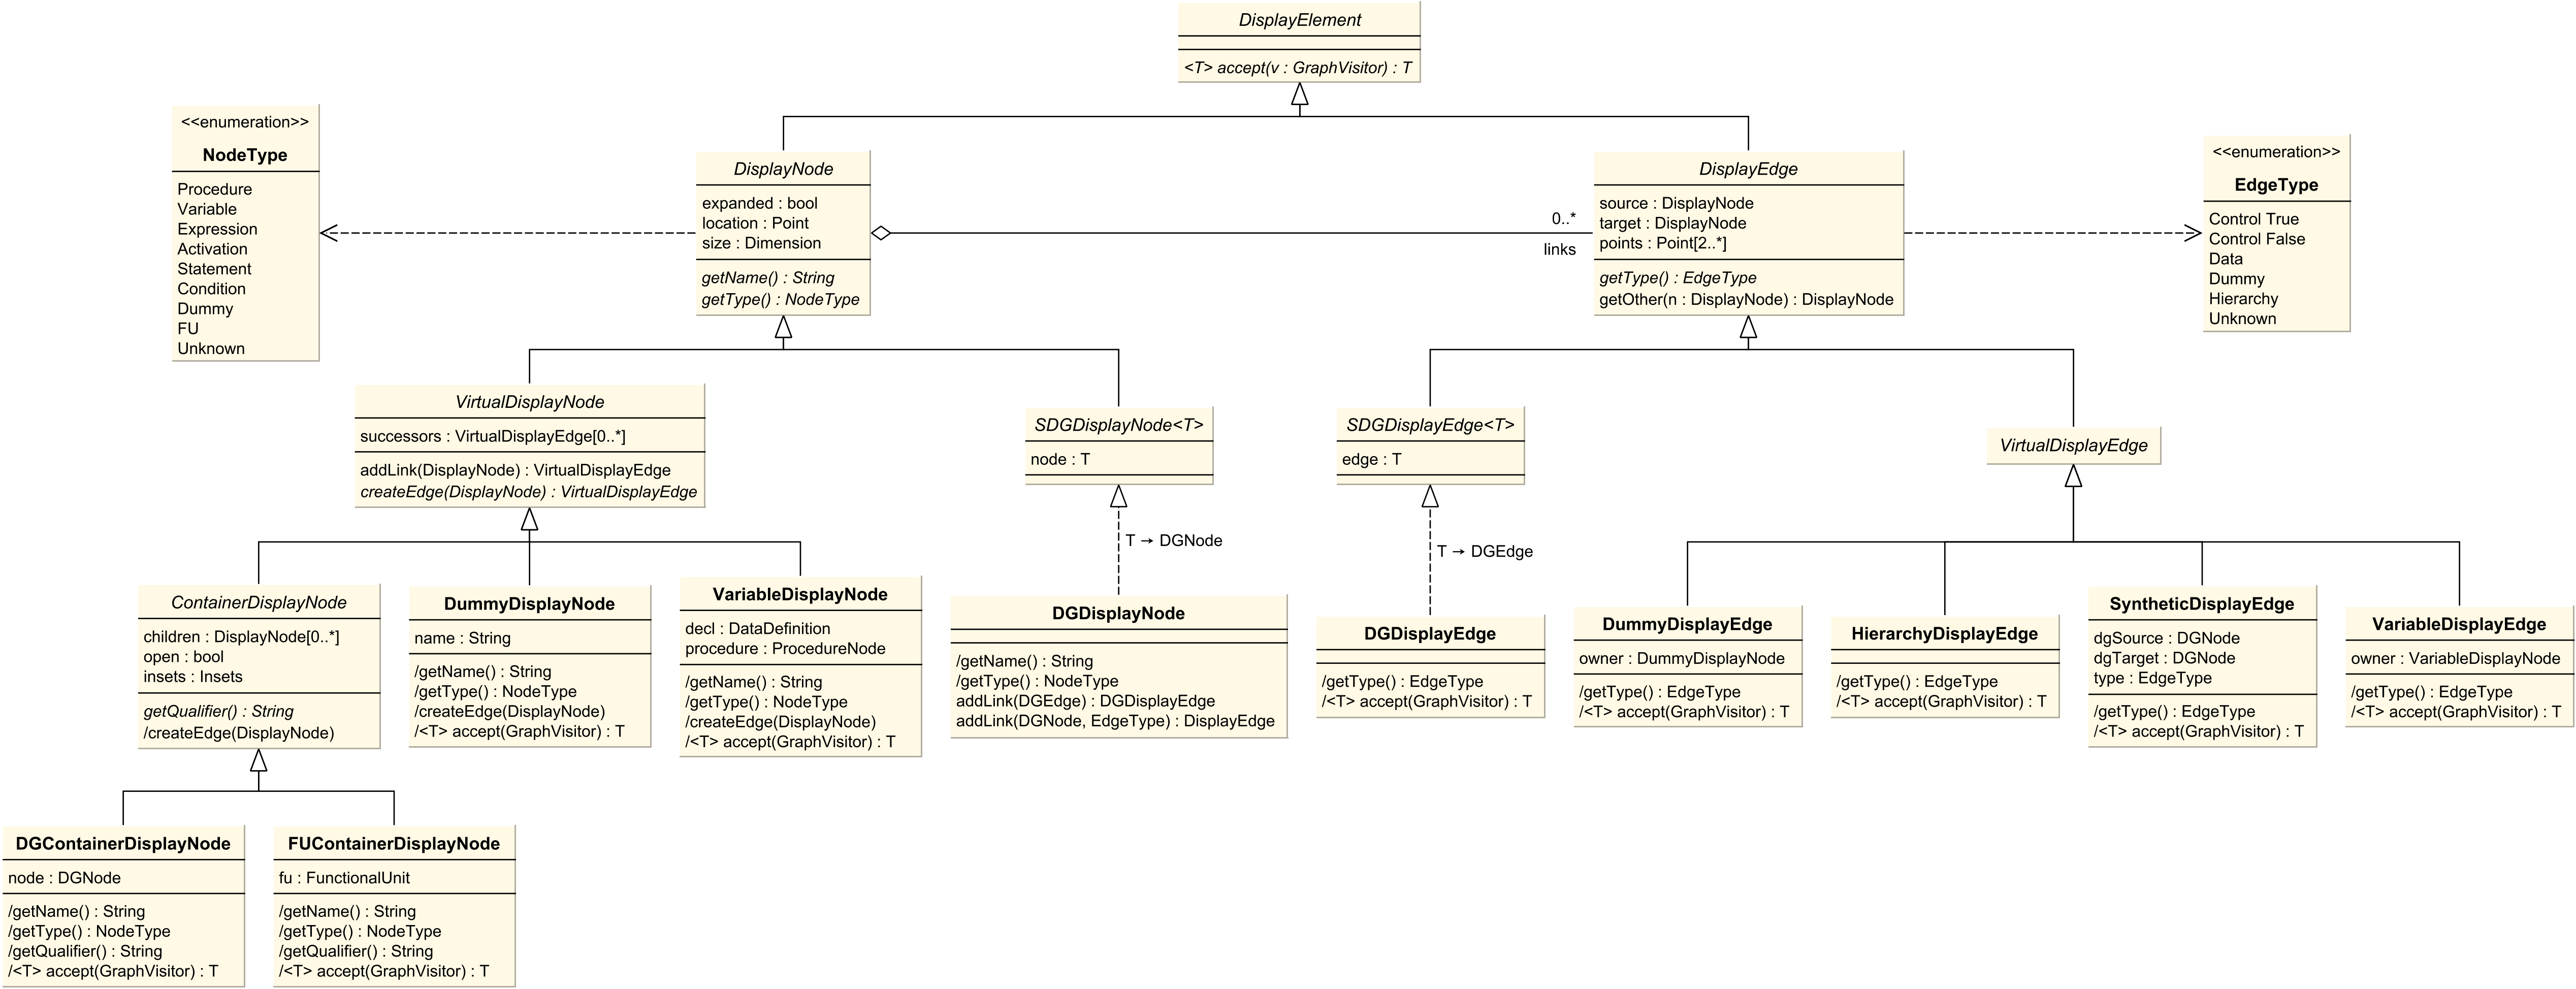 DisplayElement
<T> accept(v : GraphVisitor) : T
<<enumeration>>
NodeType
Procedure
Variable
Expression
Activation
Statement
Condition
Dummy
FU
Unknown
DisplayNode
expanded : bool
location : Point
size : Dimension
getName() : String
getType() : NodeType
0..*
links
DisplayEdge
source : DisplayNode
target : DisplayNode
points : Point[2..*]
getType() : EdgeType
getOther(n : DisplayNode) : DisplayNode
<<enumeration>>
EdgeType
Control True
Control False
Data
Dummy
Hierarchy
Unknown
VirtualDisplayNode
successors : VirtualDisplayEdge[0..*]
addLink(DisplayNode) : VirtualDisplayEdge
createEdge(DisplayNode) : VirtualDisplayEdge
SDGDisplayNode<T>
node : T
SDGDisplayEdge<T>
edge : T
VirtualDisplayEdge
T → DGNode
T → DGEdge
ContainerDisplayNode
children : DisplayNode[0..*]
open : bool
insets : Insets
getQualifier() : String
/createEdge(DisplayNode)
DummyDisplayNode
name : String
/getName() : String
/getType() : NodeType
/createEdge(DisplayNode)
/<T> accept(GraphVisitor) : T
VariableDisplayNode
decl : DataDefinition
procedure : ProcedureNode
/getName() : String
/getType() : NodeType
/createEdge(DisplayNode)
/<T> accept(GraphVisitor) : T
DGDisplayNode
/getName() : String
/getType() : NodeType
addLink(DGEdge) : DGDisplayEdge
addLink(DGNode, EdgeType) : DisplayEdge
DGDisplayEdge
/getType() : EdgeType
/<T> accept(GraphVisitor) : T
DummyDisplayEdge
owner : DummyDisplayNode
/getType() : EdgeType
/<T> accept(GraphVisitor) : T
HierarchyDisplayEdge
/getType() : EdgeType
/<T> accept(GraphVisitor) : T
SyntheticDisplayEdge
dgSource : DGNode
dgTarget : DGNode
type : EdgeType
/getType() : EdgeType
/<T> accept(GraphVisitor) : T
VariableDisplayEdge
owner : VariableDisplayNode
/getType() : EdgeType
/<T> accept(GraphVisitor) : T
DGContainerDisplayNode
node : DGNode
/getName() : String
/getType() : NodeType
/getQualifier() : String
/<T> accept(GraphVisitor) : T
FUContainerDisplayNode
fu : FunctionalUnit
/getName() : String
/getType() : NodeType
/getQualifier() : String
/<T> accept(GraphVisitor) : T